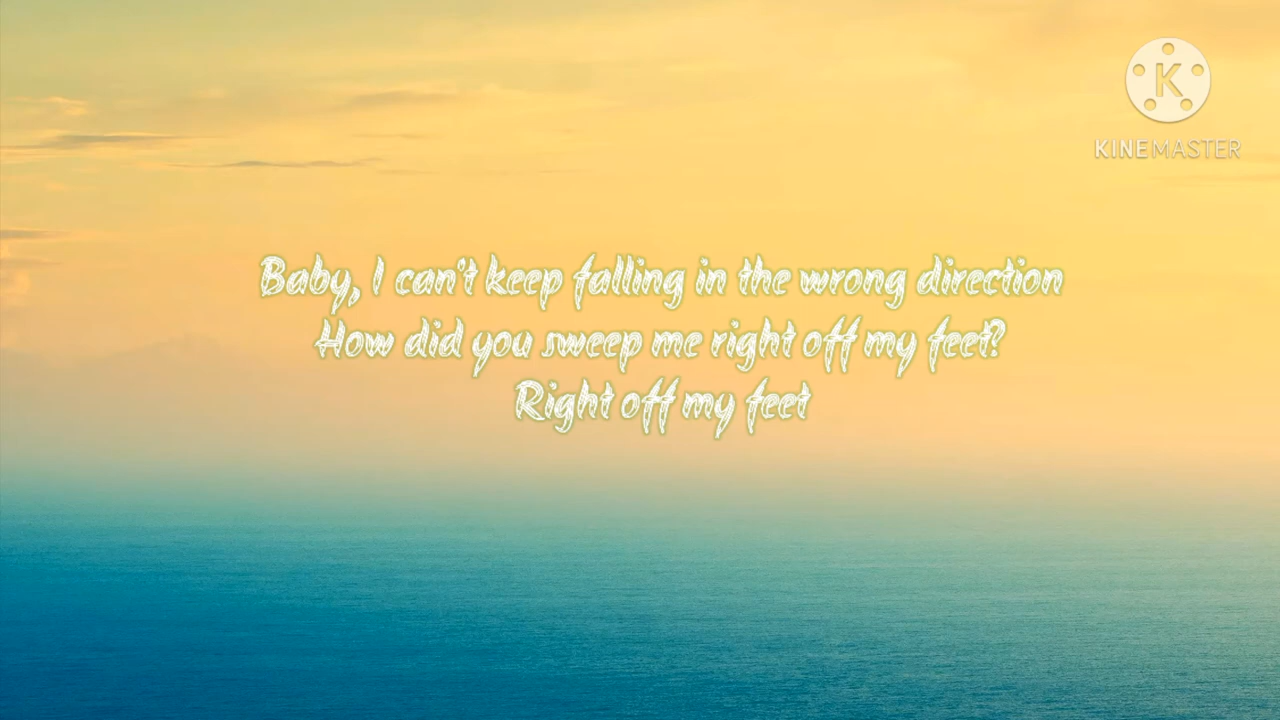 K
KINEMASTER
Baby, I can't keep falling in the wrong direction
How did you sweep me right off my feet?
Right off my feet